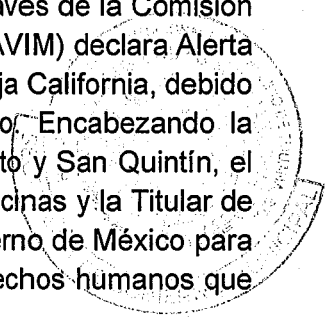 avés de la Comisión
AVIM) declara Alerta
ja California, debido
o. Encabezando la
to y San Quintín, el
cinas y la Titular de
erno de México para
echos humanos que